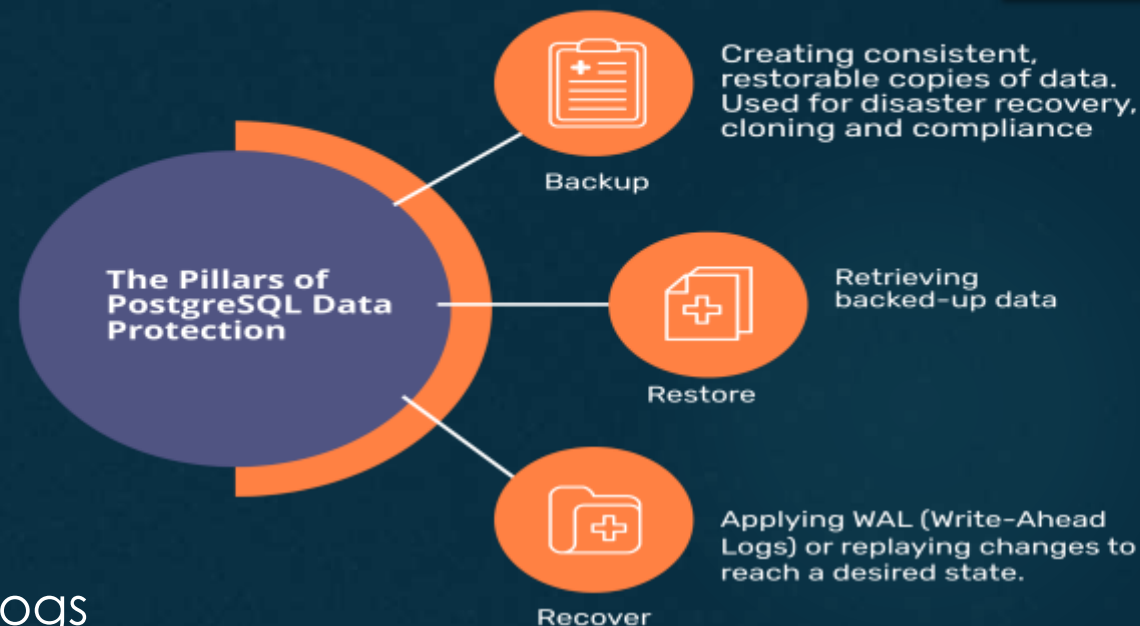 Creating consistent,
restorable copies of data.
Used for disaster recovery,
cloning and compliance
Backup
The Pillars of
PostgreSQL Data
Protection
Retrieving
backed-up data
Restore
Applying WAL (Write-Ahead
Logs) or replaying changes to
reach a desired state.
Recover